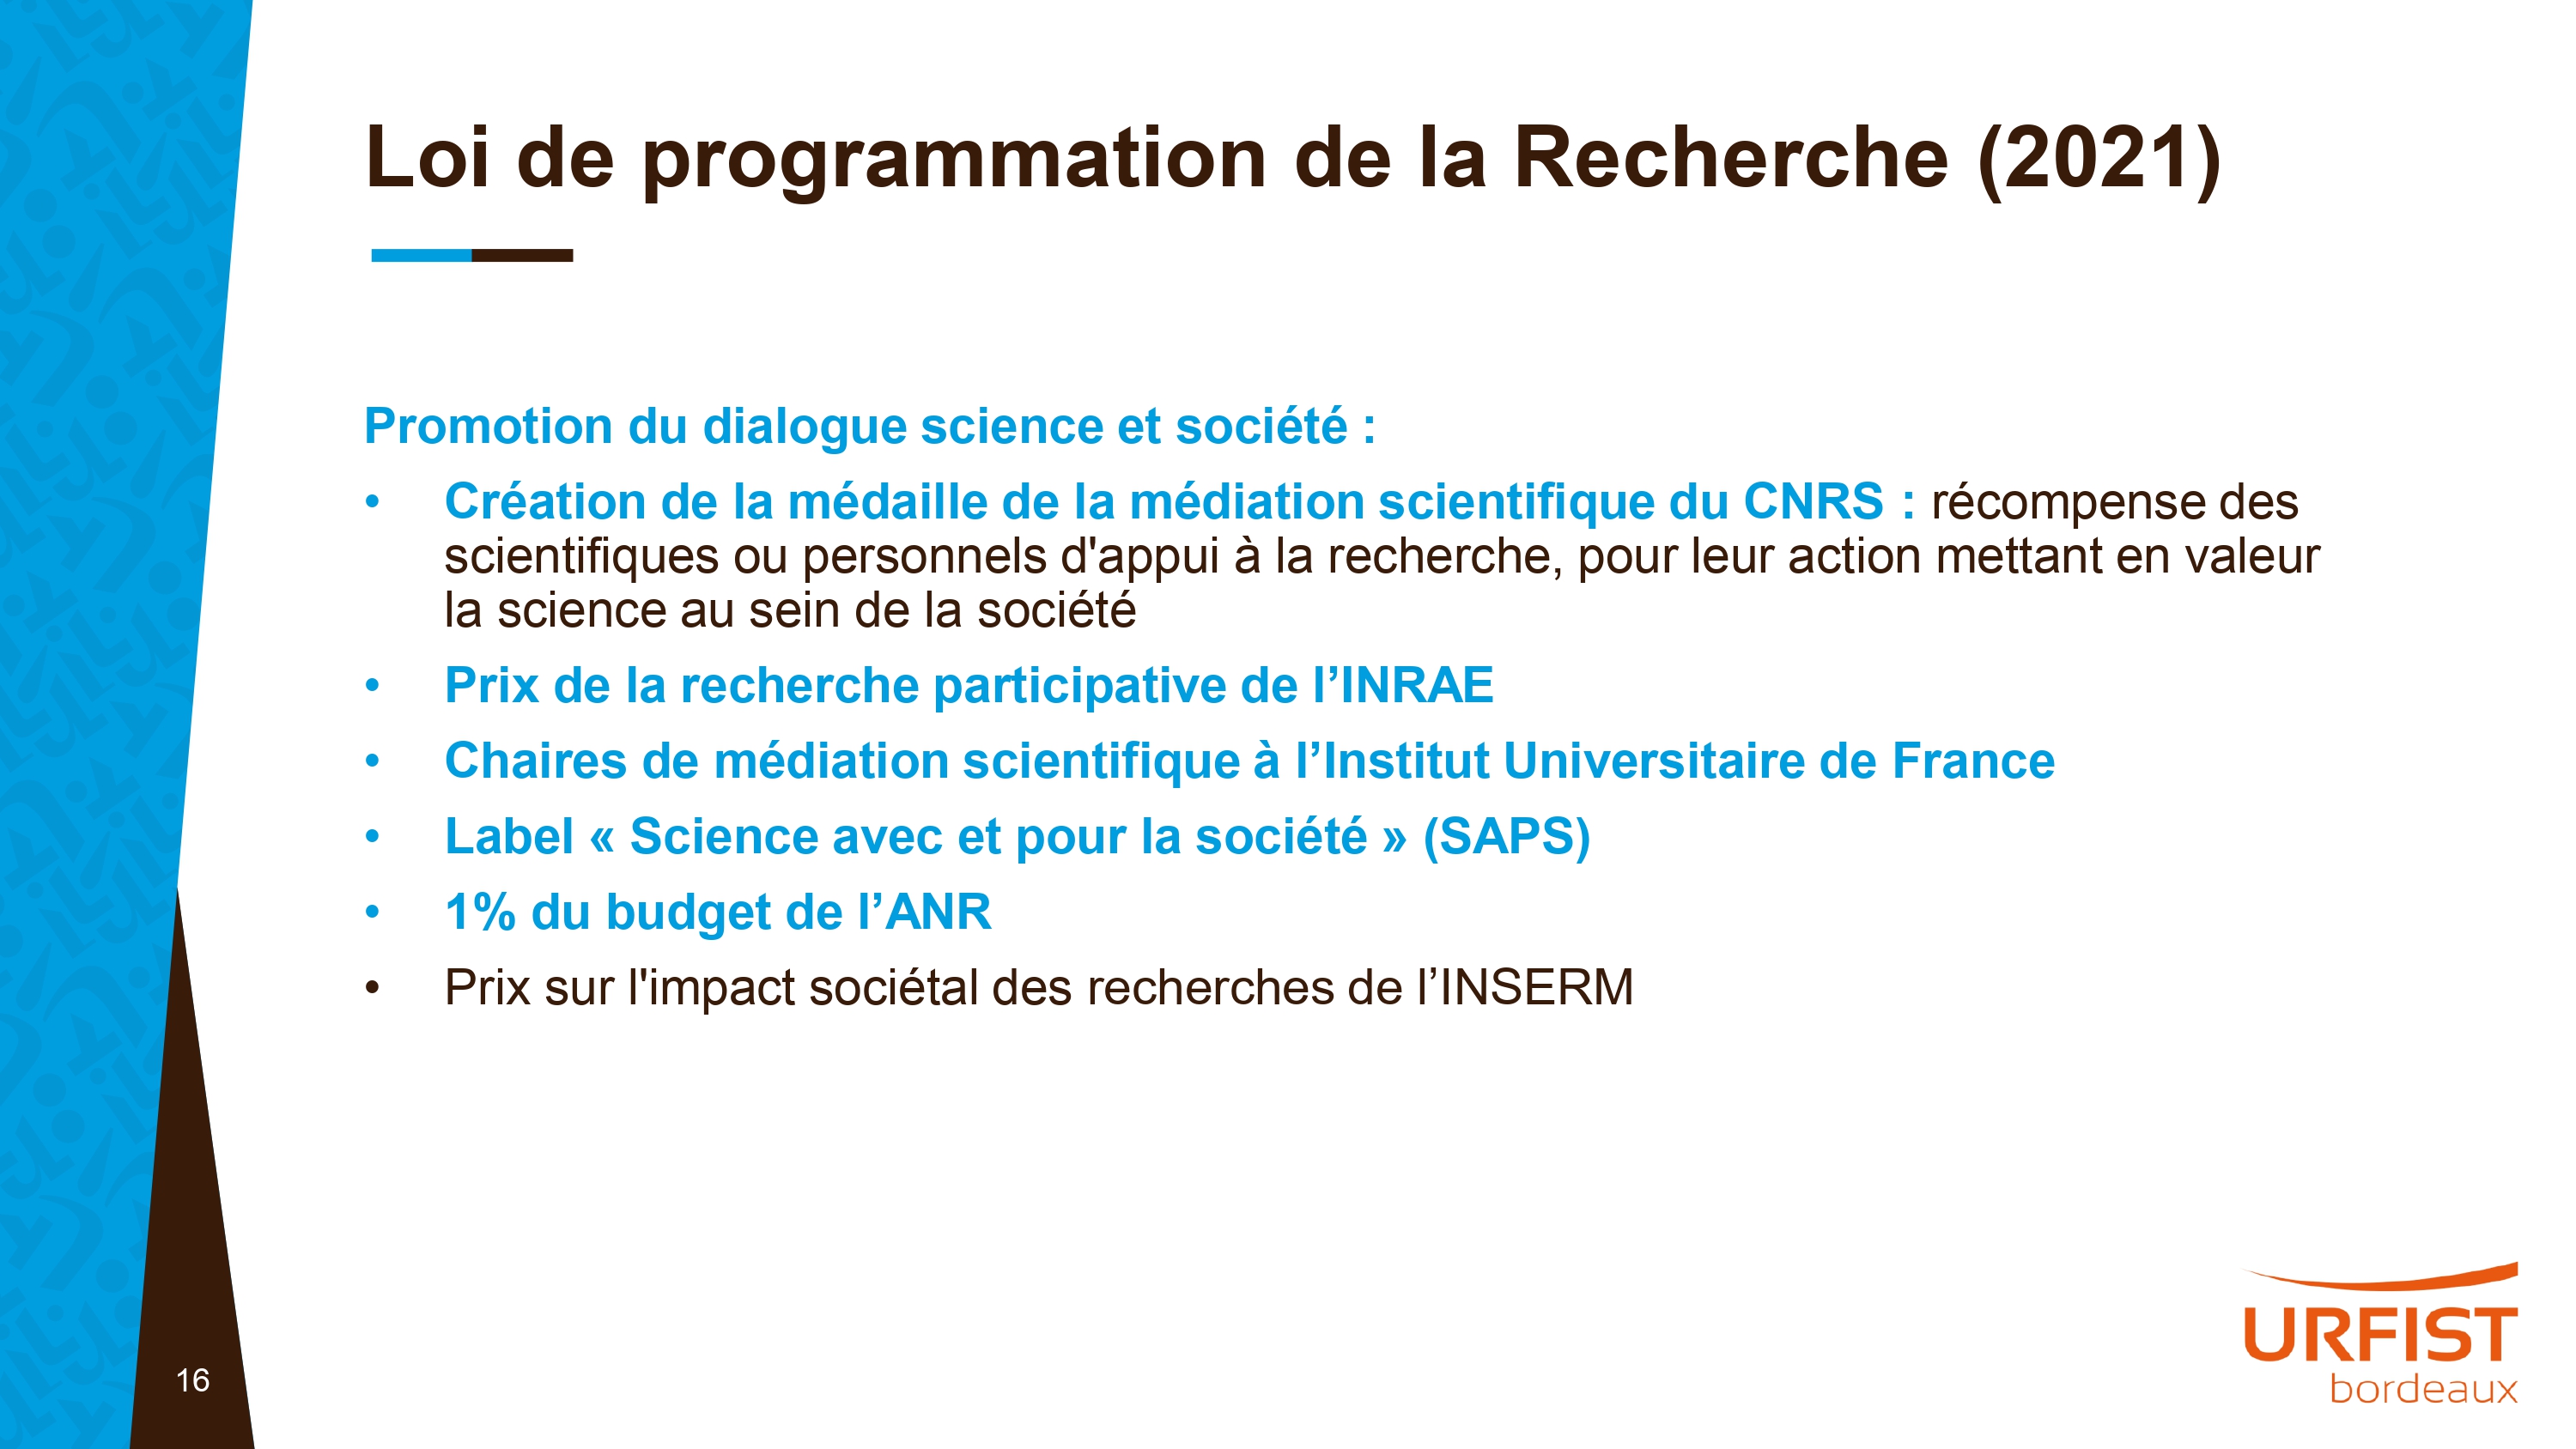 Loi de programmation de la Recherche (2021)
Promotion du dialogue science et société :
• Création de la médaille de la médiation scientifique du CNRS : récompense des
scientifiques ou personnels d'appui à la recherche, pour leur action mettant en valeur
la science au sein de la société
• Prix de la recherche participative de l’INRAE
• Chaires de médiation scientifique à l’Institut Universitaire de France
• Label « Science avec et pour la société » (SAPS)
• 1% du budget de l’ANR
• Prix sur l'impact sociétal des recherches de l’INSERM
16
URFIST
bordeaux